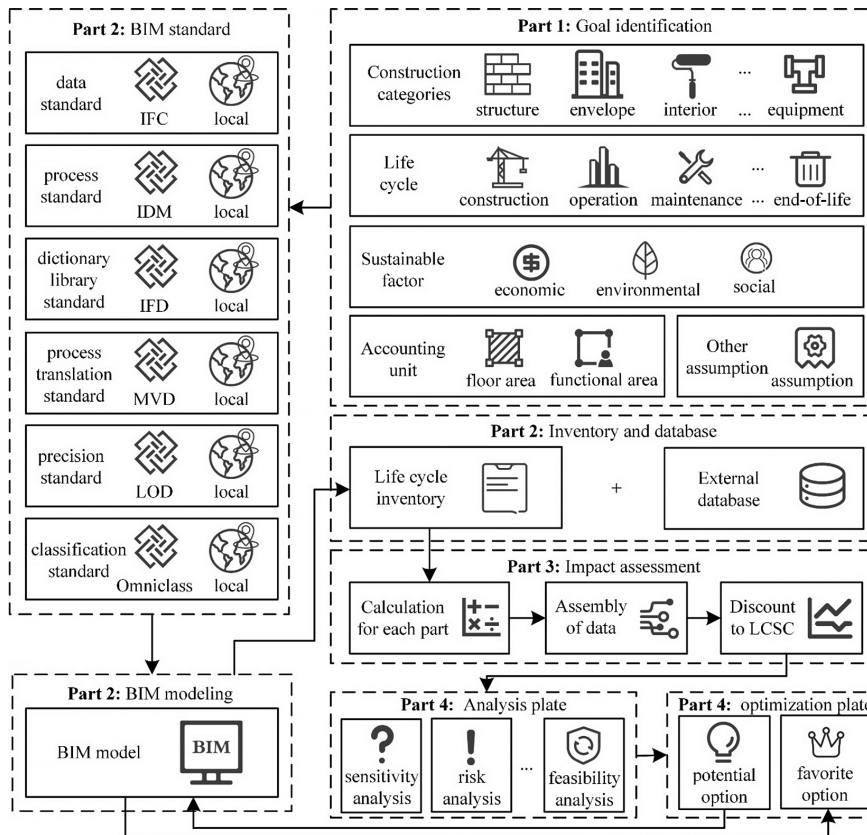 Part 2: BIM standard
data
standard
IFC
local
process
standard
IDM
local
dictionary
library
standard
IFD
local
process
translation
standard
MVD
local
precision
standard
LOD
local
classification
standard
Omniclass
local
Part 1: Goal identification
Construction
categories
structure
envelope
interior
...
...
equipment
Life
cycle
construction
operation
maintenance
...
...
end-of-life
Sustainable
factor
economic
environmental
social
Accounting
unit
floor area
functional area
Other
assumption
assumption
Part 2: Inventory and database
Life cycle
inventory
+
External
database
Part 3: Impact assessment
Calculation
for each part
Assembly
of data
Discount
to LCSC
Part 2: BIM modeling
BIM model
BIM
Part 4: Analysis plate
sensitivity
analysis
risk
analysis
...
feasibility
analysis
Part 4: optimization plate
potential
option
favorite
option